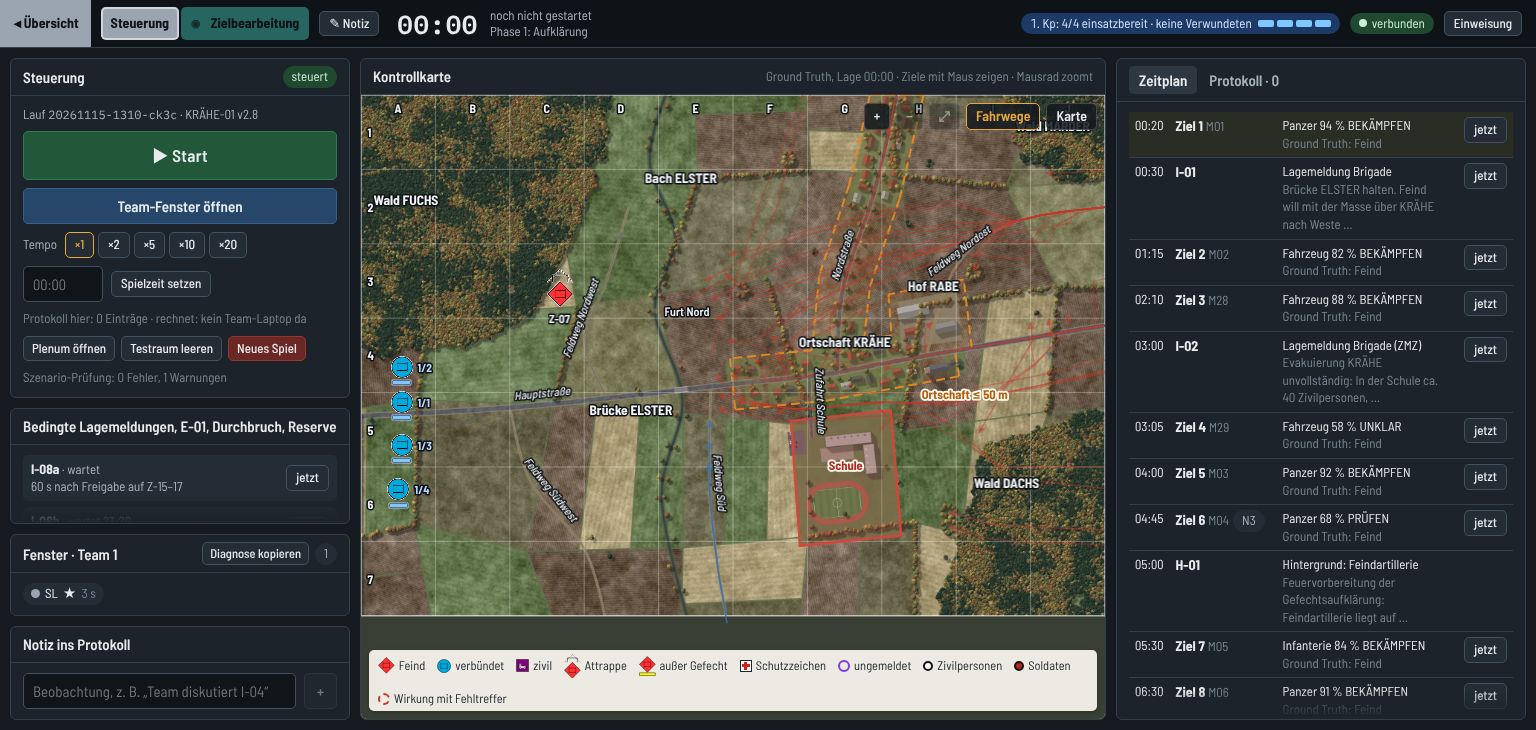 ◂ Übersicht
Steuerung
Zielbearbeitung
✎ Notiz
00:00
noch nicht gestartet
Phase 1: Aufklärung
1. Kp: 4/4 einsatzbereit · keine Verwundeten
verbunden
Einweisung
Steuerung
steuert
Lauf 20261115-1310-ck3c · KRÄHE-01 v2.8
▶ Start
Team-Fenster öffnen
Tempo ×1 ×2 ×5 ×10 ×20
00:00 Spielzeit setzen
Protokoll hier: 0 Einträge · rechnet: kein Team-Laptop da
Plenum öffnen Testraum leeren Neues Spiel
Szenario-Prüfung: 0 Fehler, 1 Warnungen
Bedingte Lagemeldungen, E-01, Durchbruch, Reserve
I-08a · wartet
60 s nach Freigabe auf Z-15–17
jetzt
Fenster · Team 1
Diagnose kopieren
1
SL ★ 3 s
Notiz ins Protokoll
Beobachtung, z. B. „Team diskutiert I-04“
+
Kontrollkarte
Ground Truth, Lage 00:00 · Ziele mit Maus zeigen · Mausrad zoomt
A B C D E F G H
+ − ⤢
Fahrwege
Karte
1
2
3
4
5
6
7
Bach ELSTER
Wald FUCHS
Nordstraße
Feldweg Nordost
Hof RABE
Z-07
Feldweg Nordwest
Furt Nord
Ortschaft KRÄHE
1/2
1/1
1/3
1/4
Hauptstraße
Brücke ELSTER
Zufahrt Schule
Ortschaft ≤ 50 m
Feldweg Südwest
Feldweg Süd
Schule
Wald DACHS
Feind
verbündet
zivil
Attrappe
außer Gefecht
Schutzzeichen
ungemeldet
Zivilpersonen
Soldaten
Wirkung mit Fehltreffer
Zeitplan
Protokoll · 0
00:20 Ziel 1 M01 Panzer 94 % BEKÄMPFEN jetzt
Ground Truth: Feind
00:30 I-01 Lagemeldung Brigade jetzt
Brücke ELSTER halten. Feind
will mit der Masse über KRÄHE
nach Weste …
01:15 Ziel 2 M02 Fahrzeug 82 % BEKÄMPFEN jetzt
Ground Truth: Feind
02:10 Ziel 3 M28 Fahrzeug 88 % BEKÄMPFEN jetzt
Ground Truth: Feind
03:00 I-02 Lagemeldung Brigade (ZMZ) jetzt
Evakuierung KRÄHE
unvollständig: In der Schule ca.
40 Zivilpersonen, …
03:05 Ziel 4 M29 Fahrzeug 58 % UNKLAR jetzt
Ground Truth: Feind
04:00 Ziel 5 M03 Panzer 92 % BEKÄMPFEN jetzt
Ground Truth: Feind
04:45 Ziel 6 M04 N3 Panzer 68 % PRÜFEN jetzt
Ground Truth: Feind
05:00 H-01 Hintergrund: Feindartillerie
Feuervorbereitung der
Gefechtsaufklärung:
Feindartillerie liegt auf …
05:30 Ziel 7 M05 Infanterie 84 % BEKÄMPFEN jetzt
Ground Truth: Feind
06:30 Ziel 8 M06 Panzer 91 % BEKÄMPFEN jetzt
Ground Truth: Feind